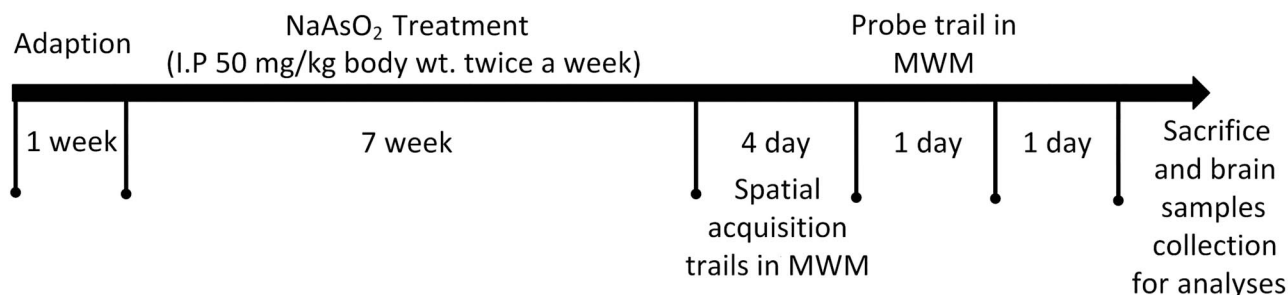 Adaption
NaAsO₂ Treatment
(I.P 50 mg/kg body wt. twice a week)
Probe trail in
MWM
1 week
7 week
4 day
1 day
1 day
Spatial
acquisition
trails in MWM
Sacrifice
and brain
samples
collection
for analyses